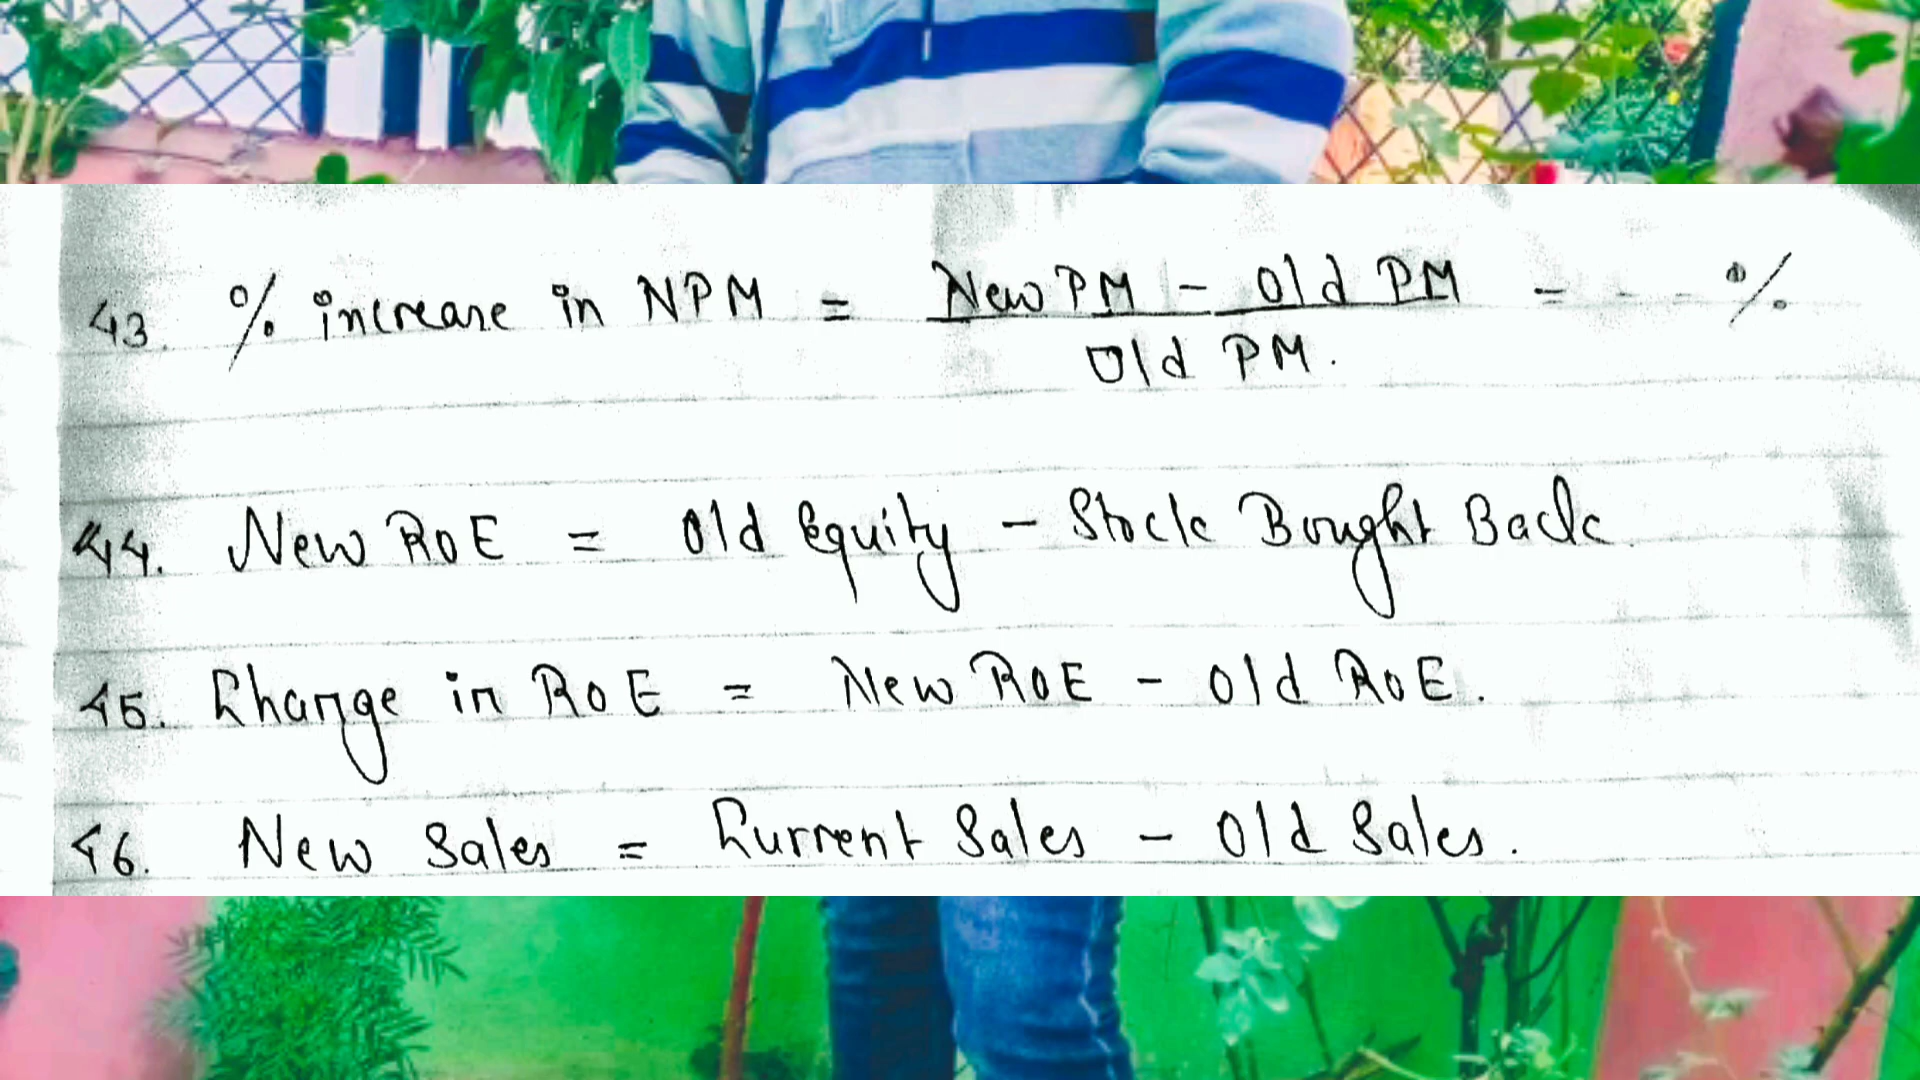 43. % increase in NPM = New PM - Old PM / Old PM. = - - - %
44. New ROE = Old Equity - Stock Bought Back
45. Change in ROE = New ROE - Old ROE.
46. New Sales = Current Sales - Old Sales.